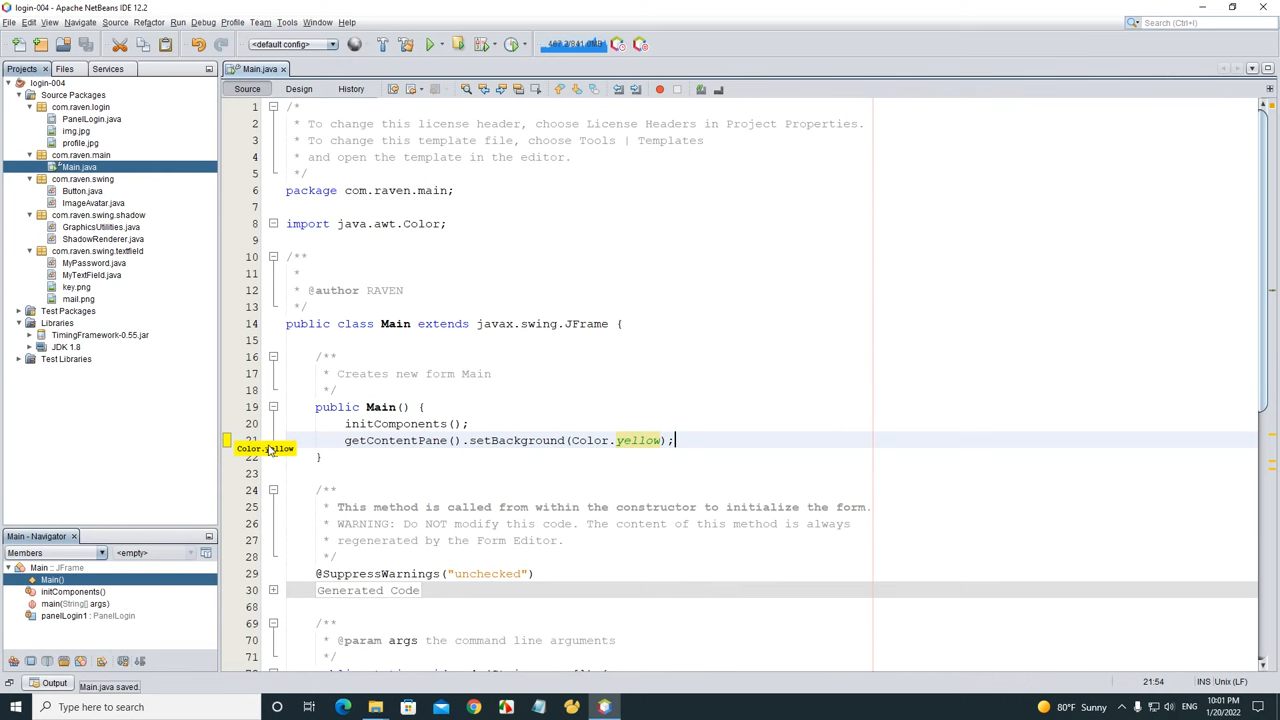 login-004 - Apache NetBeans IDE 12.2
File Edit View Navigate Source Refactor Run Debug Profile Team Tools Window Help
Search (Ctrl+I)
<default config>
Projects Files Services
Main.java
Source Design History
login-004
Source Packages
com.raven.login
PanelLogin.java
img.jpg
profile.jpg
com.raven.main
Main.java
com.raven.swing
Button.java
ImageAvatar.java
com.raven.swing.shadow
GraphicsUtilities.java
ShadowRenderer.java
com.raven.swing.textfield
MyPassword.java
MyTextField.java
key.png
mail.png
Test Packages
Libraries
TimingFramework-0.55.jar
JDK 1.8
Test Libraries
1 /*
2 * To change this license header, choose License Headers in Project Properties.
3 * To change this template file, choose Tools | Templates
4 * and open the template in the editor.
5 */
6 package com.raven.main;
7
8 import java.awt.Color;
9
10 /**
11 *
12 * @author RAVEN
13 */
14 public class Main extends javax.swing.JFrame {
15
16 /**
17 * Creates new form Main
18 */
19 public Main() {
20 initComponents();
21 getContentPane().setBackground(Color.yellow);
Color.yellow
22 }
23
24 /**
25 * This method is called from within the constructor to initialize the form.
26 * WARNING: Do NOT modify this code. The content of this method is always
27 * regenerated by the Form Editor.
28 */
29 @SuppressWarnings("unchecked")
30 Generated Code
68
69 /**
70 * @param args the command line arguments
71 */
Main - Navigator
Members <empty>
Main :: JFrame
Main()
initComponents()
main(String[] args)
panelLogin1 : PanelLogin
Output Main.java saved.
21:54 INS Unix (LF)
Type here to search
80°F Sunny ENG 10:01 PM
1/20/2022